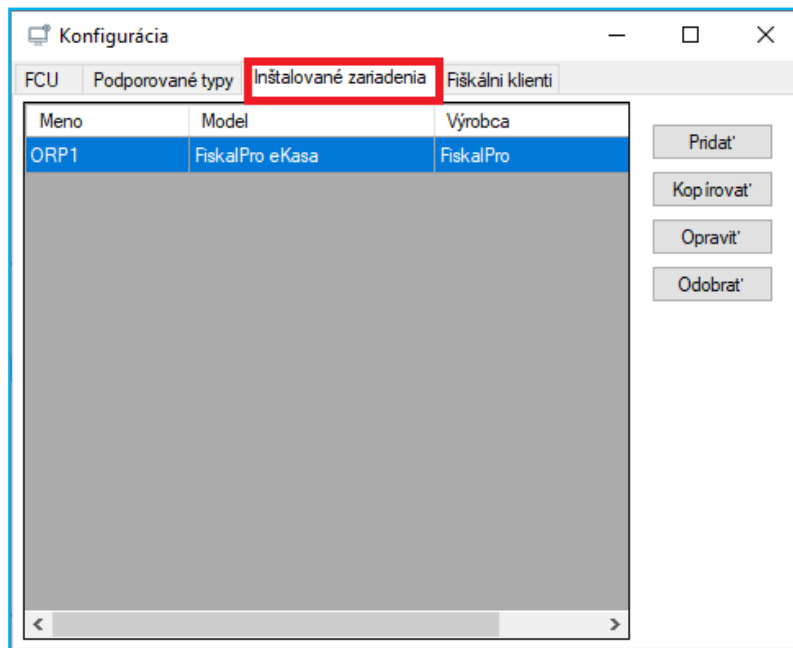 Konfigurácia
FCU Podporované typy Inštalované zariadenia Fiškálni klienti
Meno Model Výrobca
ORP1 FiskalPro eKasa FiskalPro
Pridať
Kopírovať
Opraviť
Odobrať